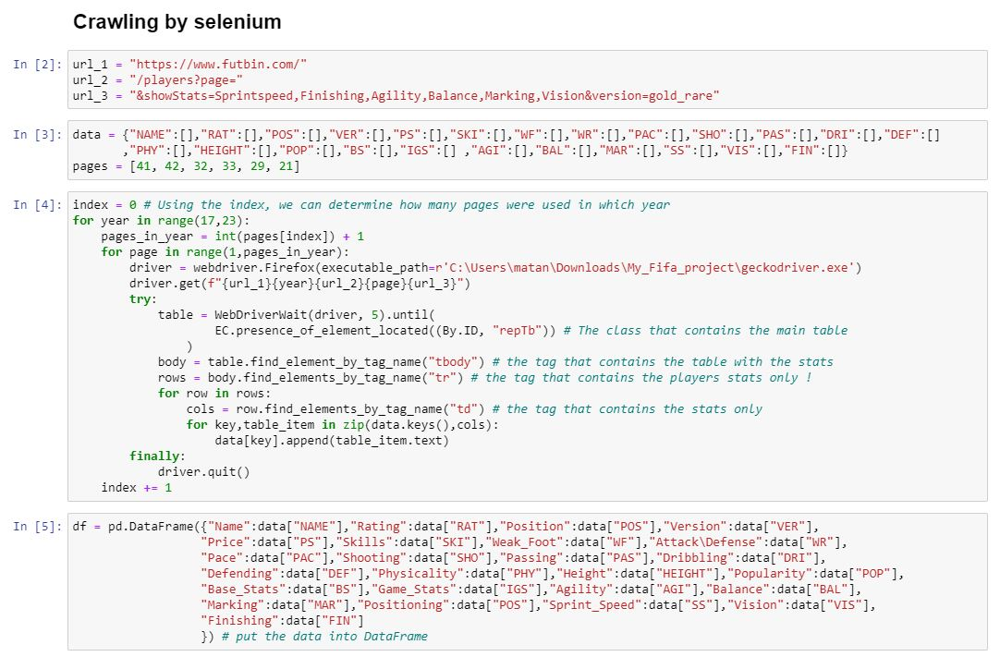 Crawling by selenium
In [2]: url_1 = "https://www.futbin.com/"
url_2 = "/players?page="
url_3 = "&showStats=Sprintspeed,Finishing,Agility,Balance,Marking,Vision&version=gold_rare"
In [3]: data = {"NAME":[],"RAT":[],"POS":[],"VER":[],"PS":[],"SKI":[],"WF":[],"WR":[],"PAC":[],"SHO":[],"PAS":[],"DRI":[],"DEF":[]
,"PHY":[],"HEIGHT":[],"POP":[],"BS":[],"IGS":[] ,"AGI":[],"BAL":[],"MAR":[],"SS":[],"VIS":[],"FIN":[]}
pages = [41, 42, 32, 33, 29, 21]
In [4]: index = 0 # Using the index, we can determine how many pages were used in which year
for year in range(17,23):
    pages_in_year = int(pages[index]) + 1
    for page in range(1,pages_in_year):
        driver = webdriver.Firefox(executable_path=r'C:\Users\matan\Downloads\My_Fifa_project\geckodriver.exe')
        driver.get(f"{url_1}{year}{url_2}{page}{url_3}")
        try:
            table = WebDriverWait(driver, 5).until(
                    EC.presence_of_element_located((By.ID, "repTb")) # The class that contains the main table
                )
            body = table.find_element_by_tag_name("tbody") # the tag that contains the table with the stats
            rows = body.find_elements_by_tag_name("tr") # the tag that contains the players stats only !
            for row in rows:
                cols = row.find_elements_by_tag_name("td") # the tag that contains the stats only
                for key,table_item in zip(data.keys(),cols):
                    data[key].append(table_item.text)
        finally:
            driver.quit()
    index += 1
In [5]: df = pd.DataFrame({"Name":data["NAME"],"Rating":data["RAT"],"Position":data["POS"],"Version":data["VER"],
"Price":data["PS"],"Skills":data["SKI"],"Weak_Foot":data["WF"],"Attack\Defense":data["WR"],
"Pace":data["PAC"],"Shooting":data["SHO"],"Passing":data["PAS"],"Dribbling":data["DRI"],
"Defending":data["DEF"],"Physicality":data["PHY"],"Height":data["HEIGHT"],"Popularity":data["POP"],
"Base_Stats":data["BS"],"Game_Stats":data["IGS"],"Agility":data["AGI"],"Balance":data["BAL"],
"Marking":data["MAR"],"Positioning":data["POS"],"Sprint_Speed":data["SS"],"Vision":data["VIS"],
"Finishing":data["FIN"]
}) # put the data into DataFrame